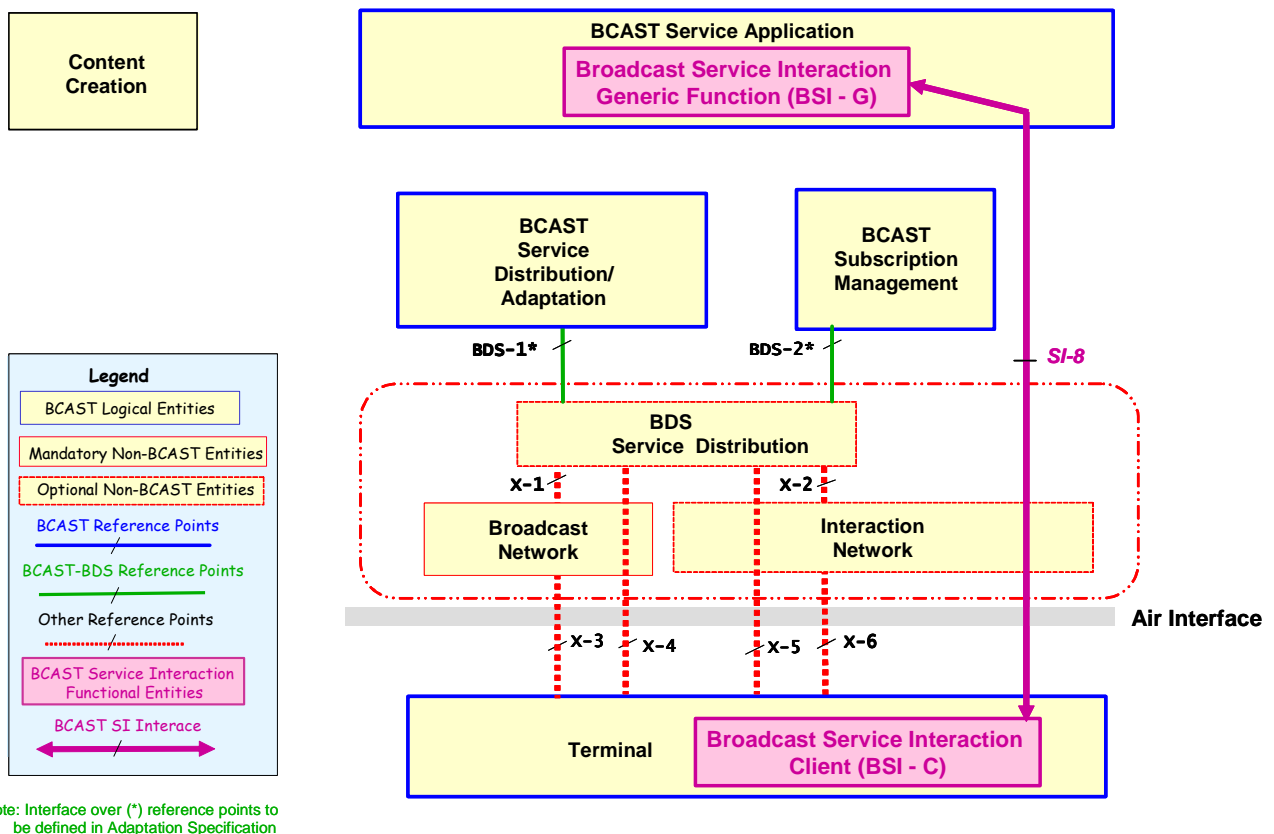 Content
Creation
BCAST Service Application
Broadcast Service Interaction
Generic Function (BSI - G)
BCAST
Service
Distribution/
Adaptation
BCAST
Subscription
Management
BDS-1*
BDS-2*
SI-8
Legend
BCAST Logical Entities
Mandatory Non-BCAST Entities
Optional Non-BCAST Entities
BCAST Reference Points
BCAST-BDS Reference Points
Other Reference Points
BCAST Service Interaction
Functional Entities
BCAST SI Interace
BDS
Service Distribution
X-1
X-2
Broadcast
Network
Interaction
Network
Air Interface
X-3
X-4
X-5
X-6
Terminal
Broadcast Service Interaction
Client (BSI - C)
ote: Interface over (*) reference points to
be defined in Adaptation Specification